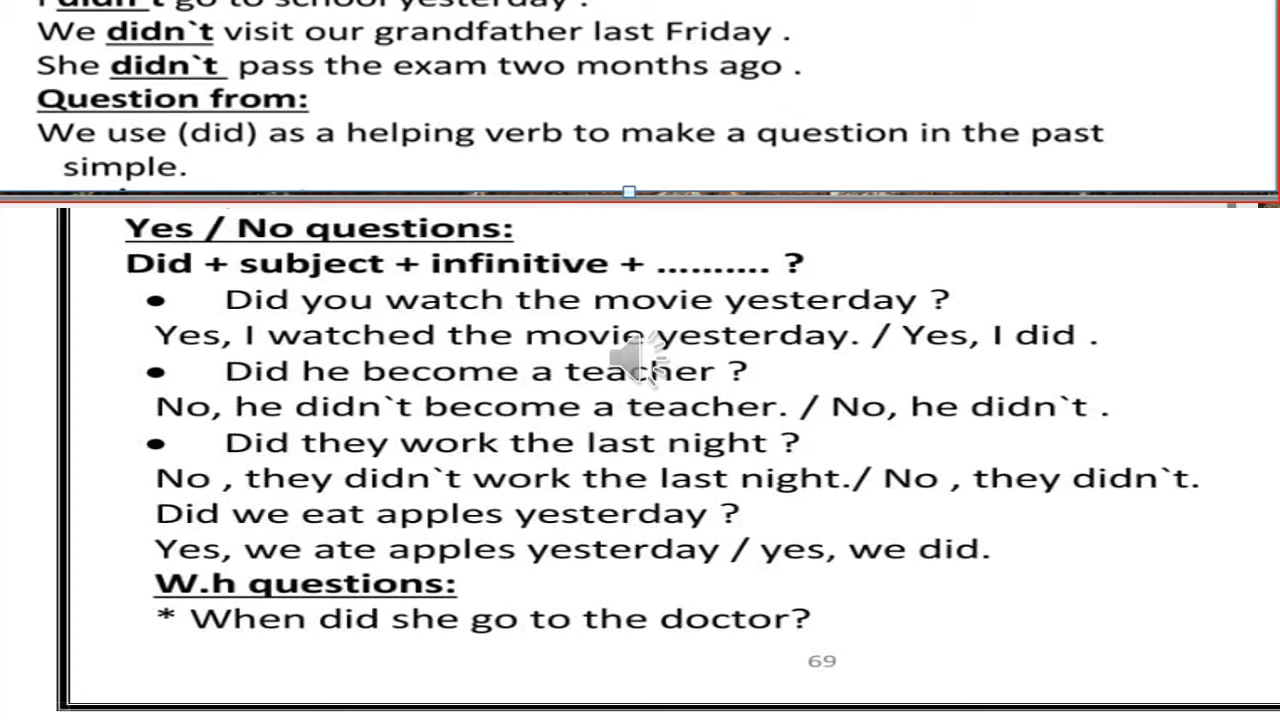 I didn`t go to school yesterday .
We didn`t visit our grandfather last Friday .
She didn`t pass the exam two months ago .
Question from:
We use (did) as a helping verb to make a question in the past
simple.
Yes / No questions:
Did + subject + infinitive + .......... ?
● Did you watch the movie yesterday ?
Yes, I watched the movie yesterday. / Yes, I did .
● Did he become a teacher ?
No, he didn`t become a teacher. / No, he didn`t .
● Did they work the last night ?
No , they didn`t work the last night./ No , they didn`t.
Did we eat apples yesterday ?
Yes, we ate apples yesterday / yes, we did.
W.h questions:
* When did she go to the doctor?
69